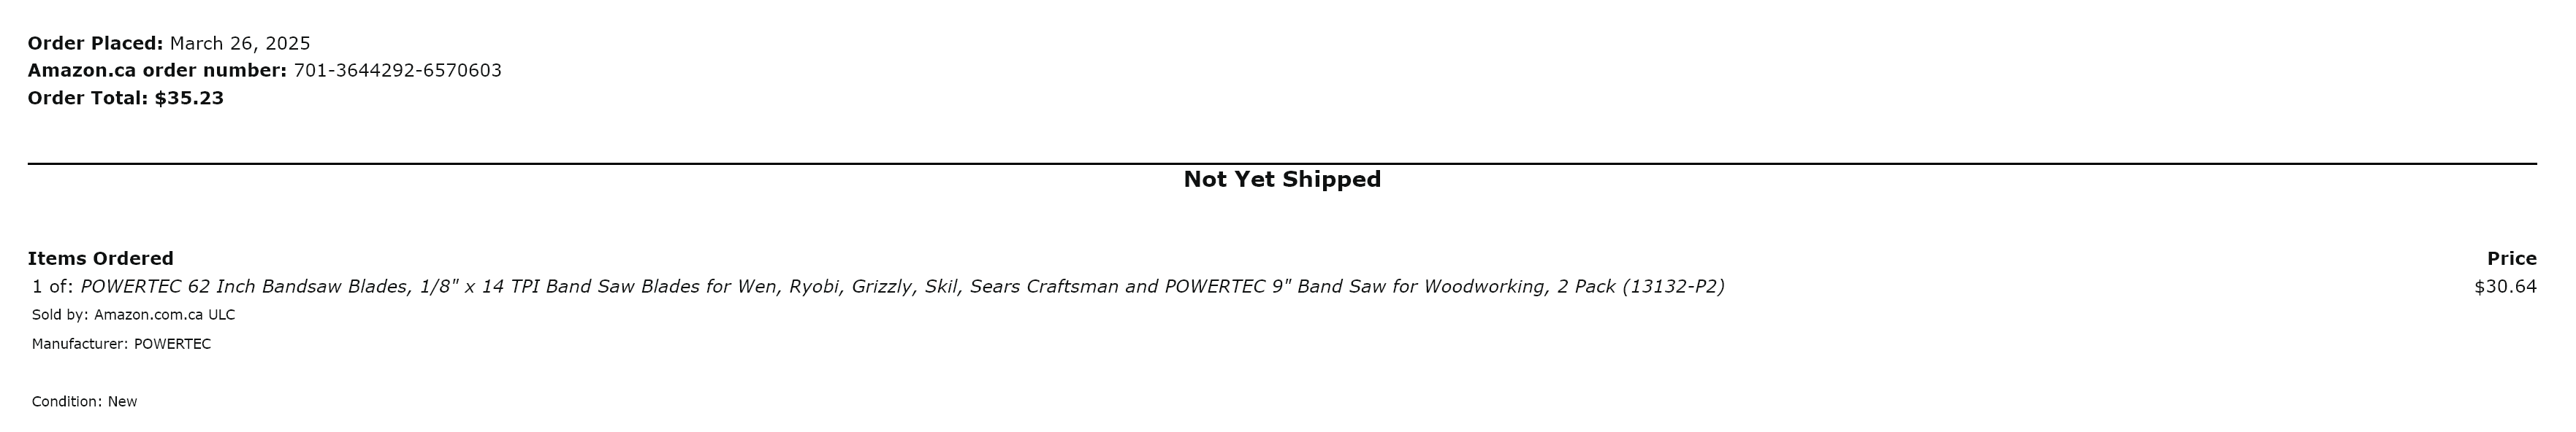 Order Placed: March 26, 2025
Amazon.ca order number: 701-3644292-6570603
Order Total: $35.23
Not Yet Shipped
Items Ordered Price
1 of: POWERTEC 62 Inch Bandsaw Blades, 1/8" x 14 TPI Band Saw Blades for Wen, Ryobi, Grizzly, Skil, Sears Craftsman and POWERTEC 9" Band Saw for Woodworking, 2 Pack (13132-P2) $30.64
Sold by: Amazon.com.ca ULC
Manufacturer: POWERTEC
Condition: New